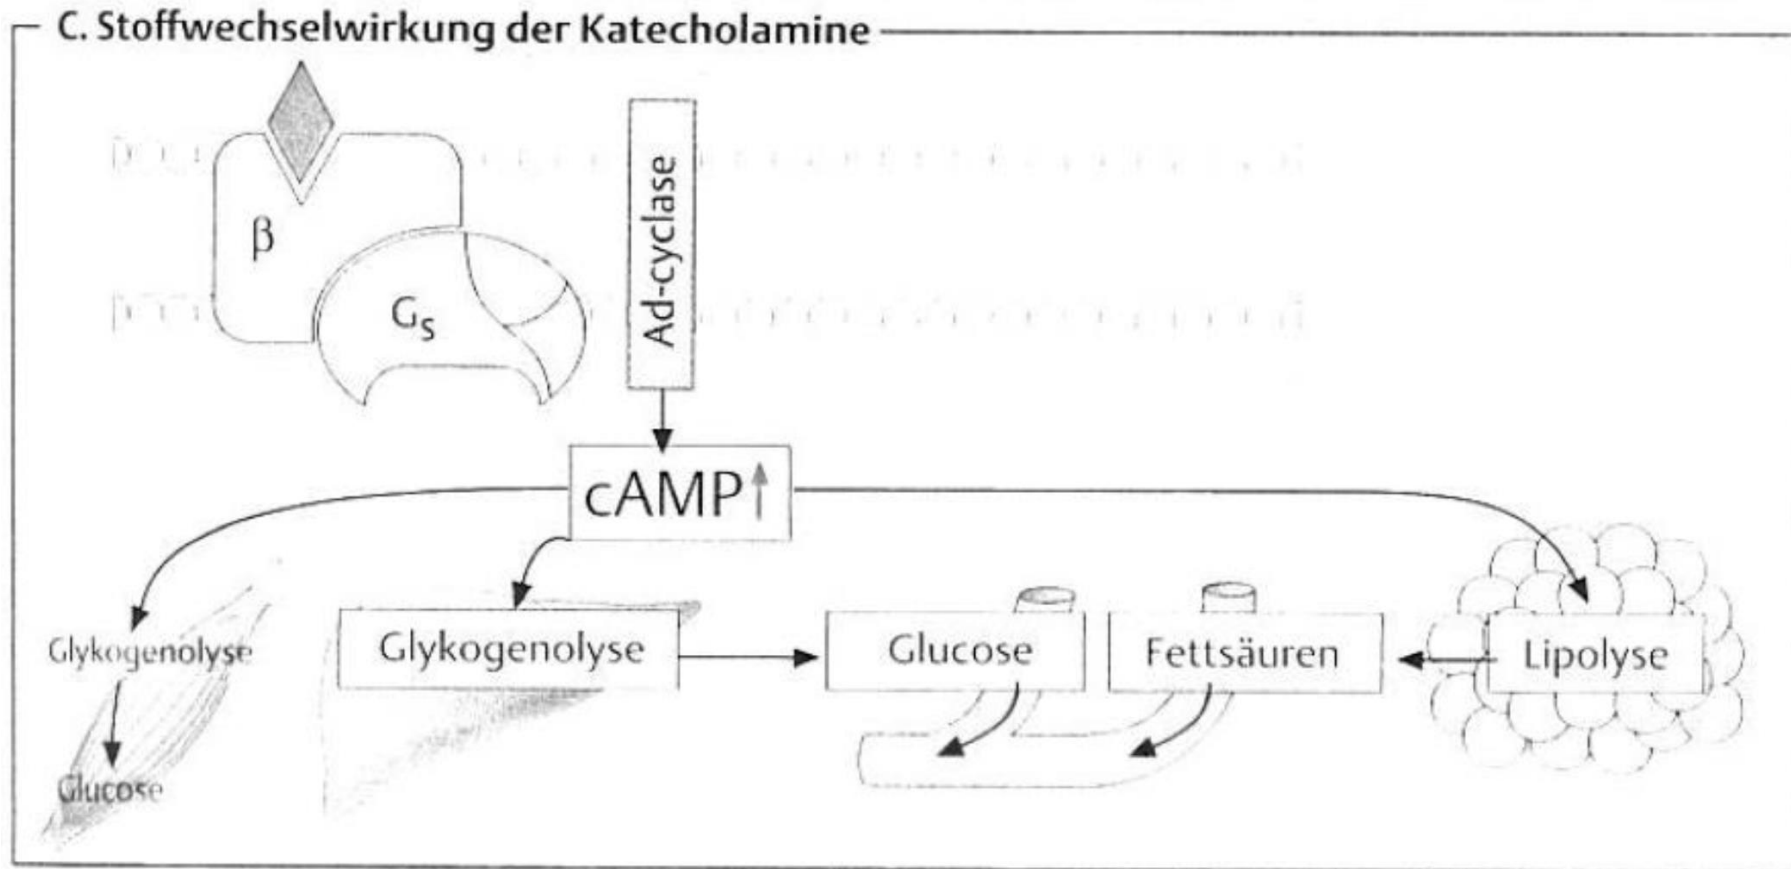 C. Stoffwechselwirkung der Katecholamine
β
Gs
Ad-cyclase
cAMP↑
Glykogenolyse
Glykogenolyse
Glucose
Fettsäuren
Lipolyse
Glucose